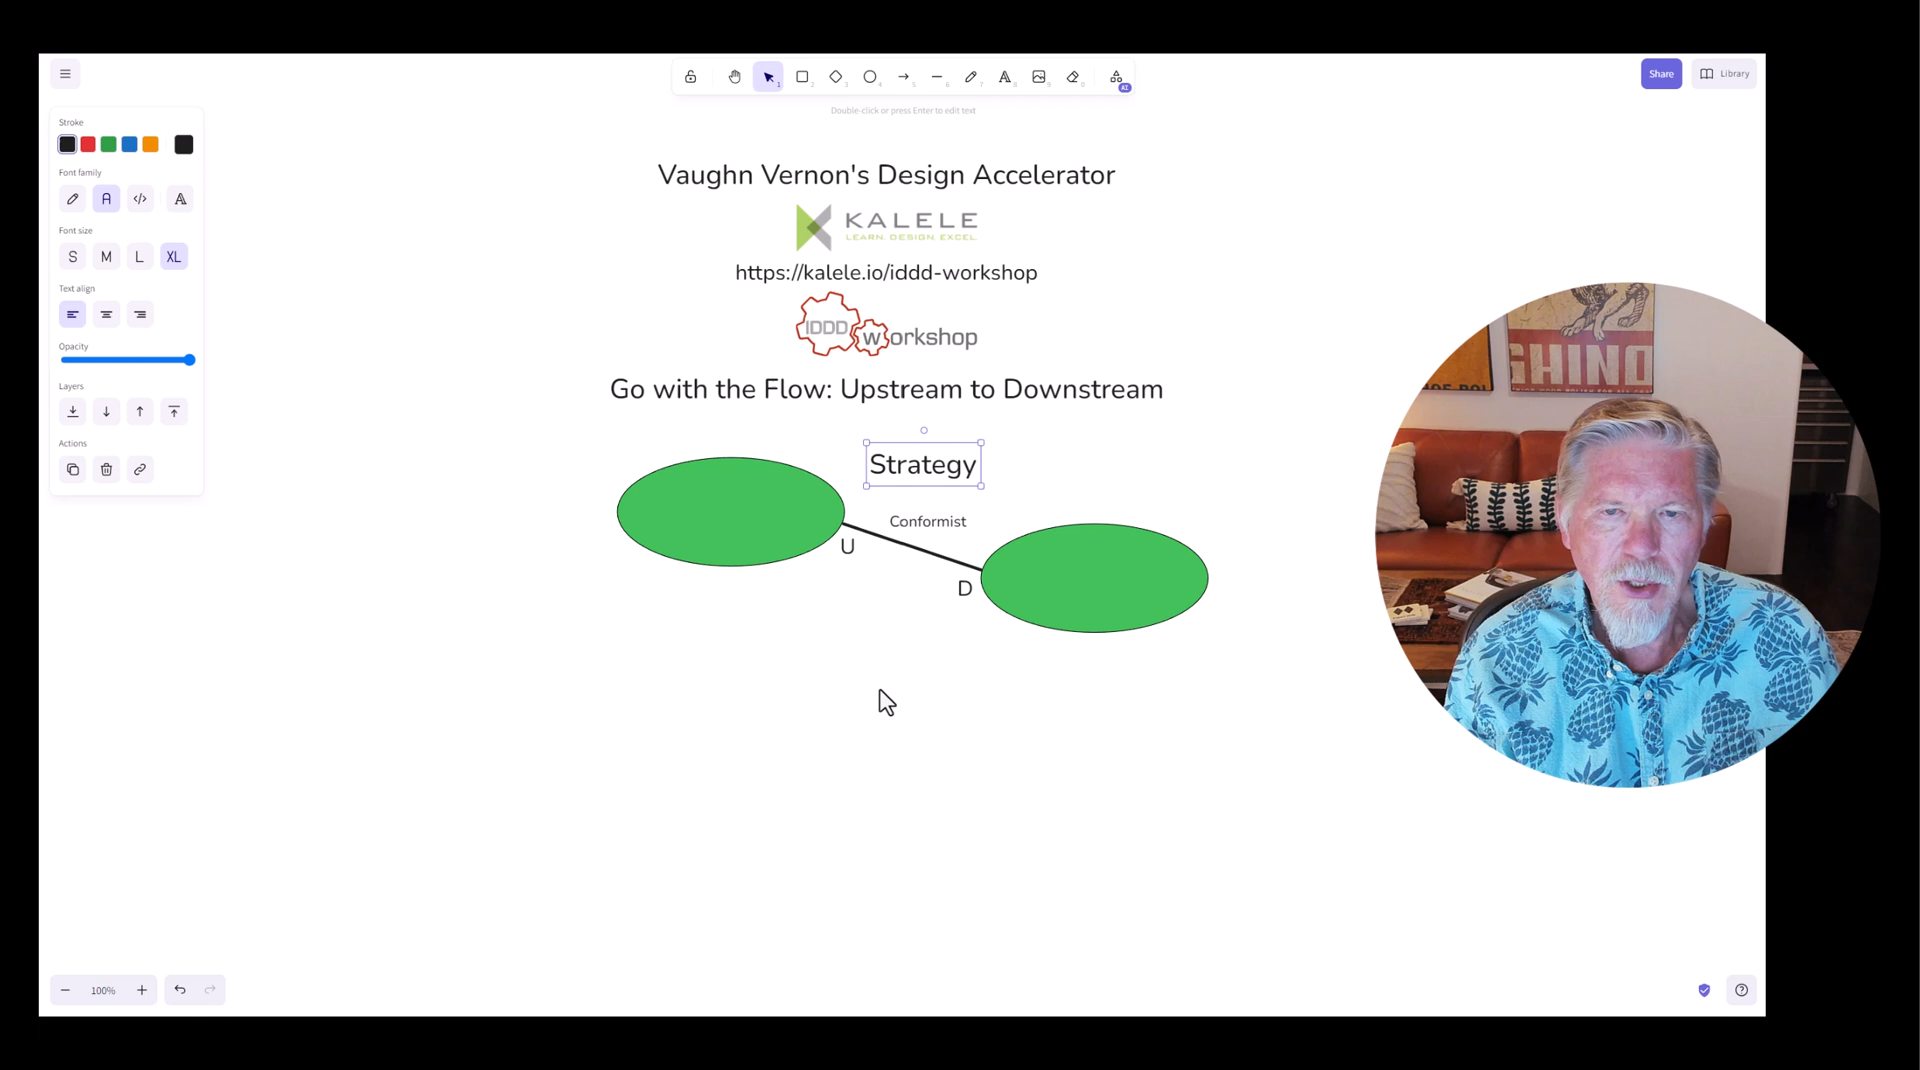 Share
Library
Double-click or press Enter to edit text
Stroke
Font family
Font size
S M L XL
Text align
Opacity
Layers
Actions
Vaughn Vernon's Design Accelerator
KALELE
LEARN. DESIGN. EXCEL.
https://kalele.io/iddd-workshop
IDDD workshop
Go with the Flow: Upstream to Downstream
Strategy
Conformist
U
D
GHINO
100%